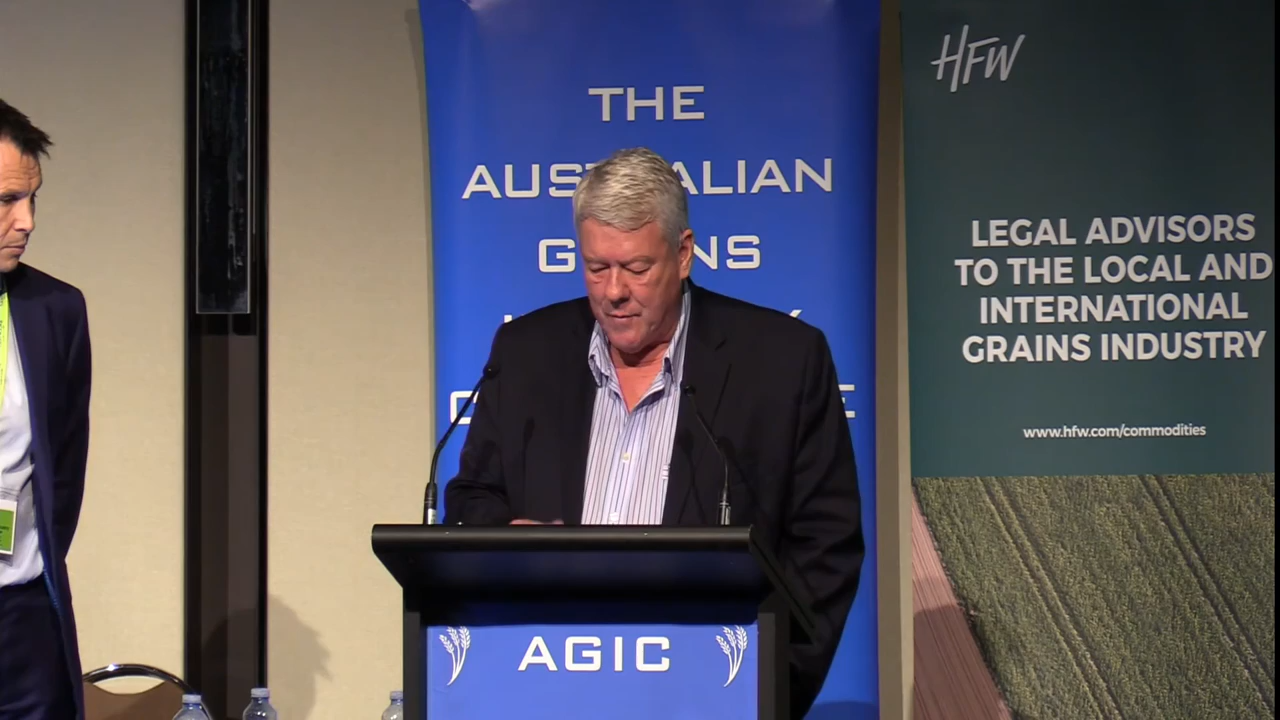 THE
AUS ALIAN
G NS
AGIC
HFW
LEGAL ADVISORS
TO THE LOCAL AND
INTERNATIONAL
GRAINS INDUSTRY
www.hfw.com/commodities